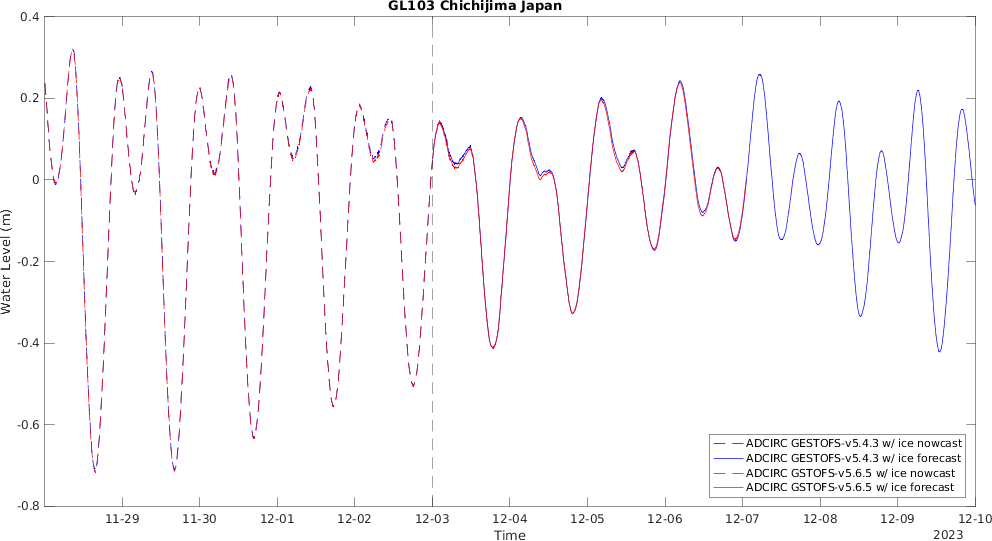 GL103 Chichijima Japan
0.4
0.2
0
-0.2
-0.4
-0.6
-0.8
Water Level (m)
ADCIRC GESTOFS-v5.4.3 w/ ice nowcast
ADCIRC GESTOFS-v5.4.3 w/ ice forecast
ADCIRC GSTOFS-v5.6.5 w/ ice nowcast
ADCIRC GSTOFS-v5.6.5 w/ ice forecast
11-29 11-30 12-01 12-02 12-03 12-04 12-05 12-06 12-07 12-08 12-09 12-10
Time
2023